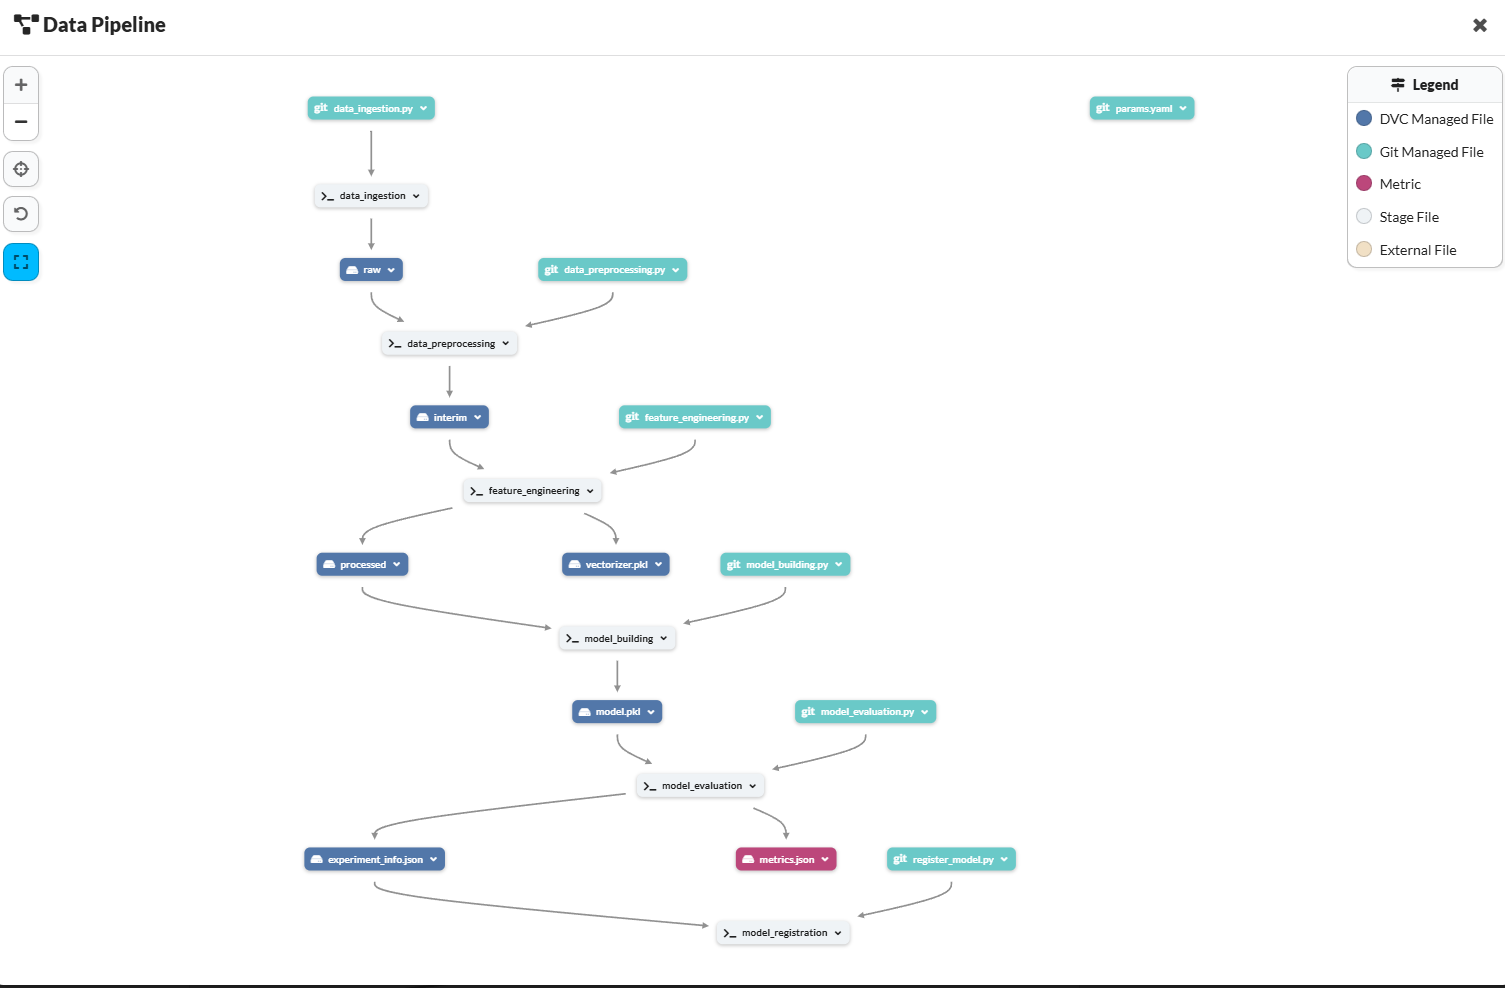 Data Pipeline
Legend
DVC Managed File
Git Managed File
Metric
Stage File
External File
git data_ingestion.py
git params.yaml
>_ data_ingestion
raw
git data_preprocessing.py
>_ data_preprocessing
interim
git feature_engineering.py
>_ feature_engineering
processed
vectorizer.pkl
git model_building.py
>_ model_building
model.pkl
git model_evaluation.py
>_ model_evaluation
experiment_info.json
metrics.json
git register_model.py
>_ model_registration